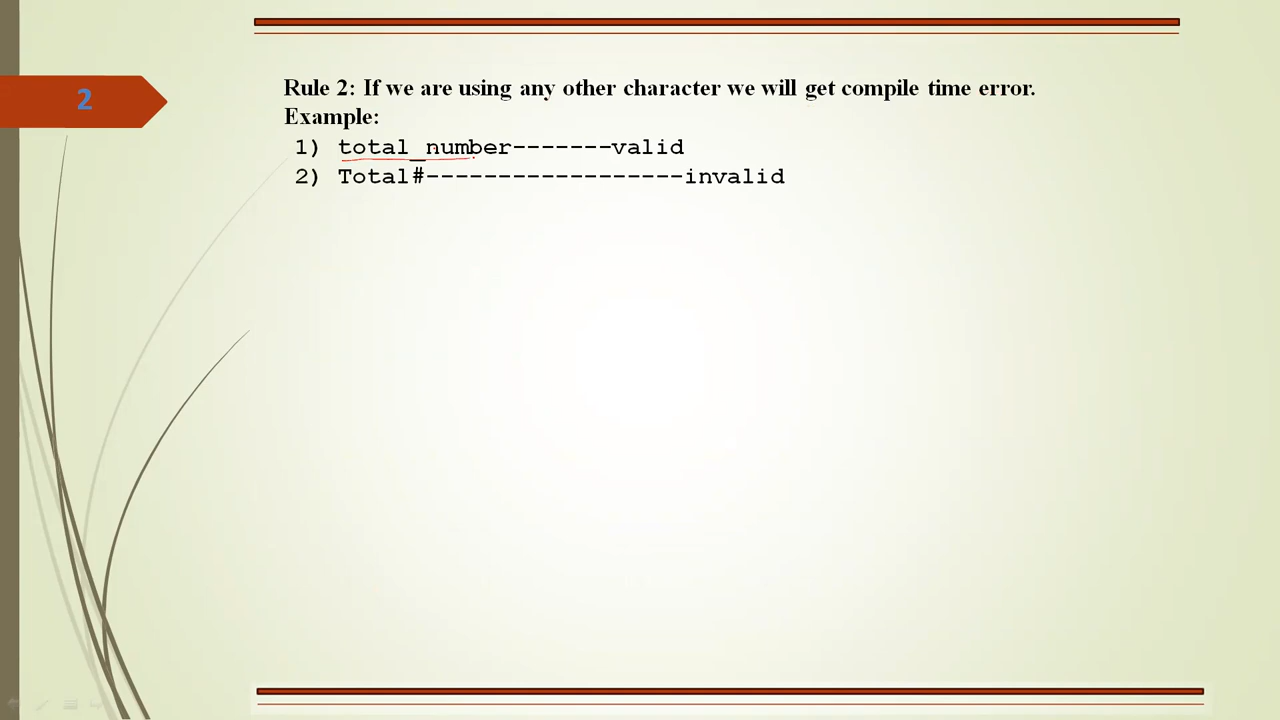 2
Rule 2: If we are using any other character we will get compile time error.
Example:
1) total_number-------valid
2) Total#------------------invalid